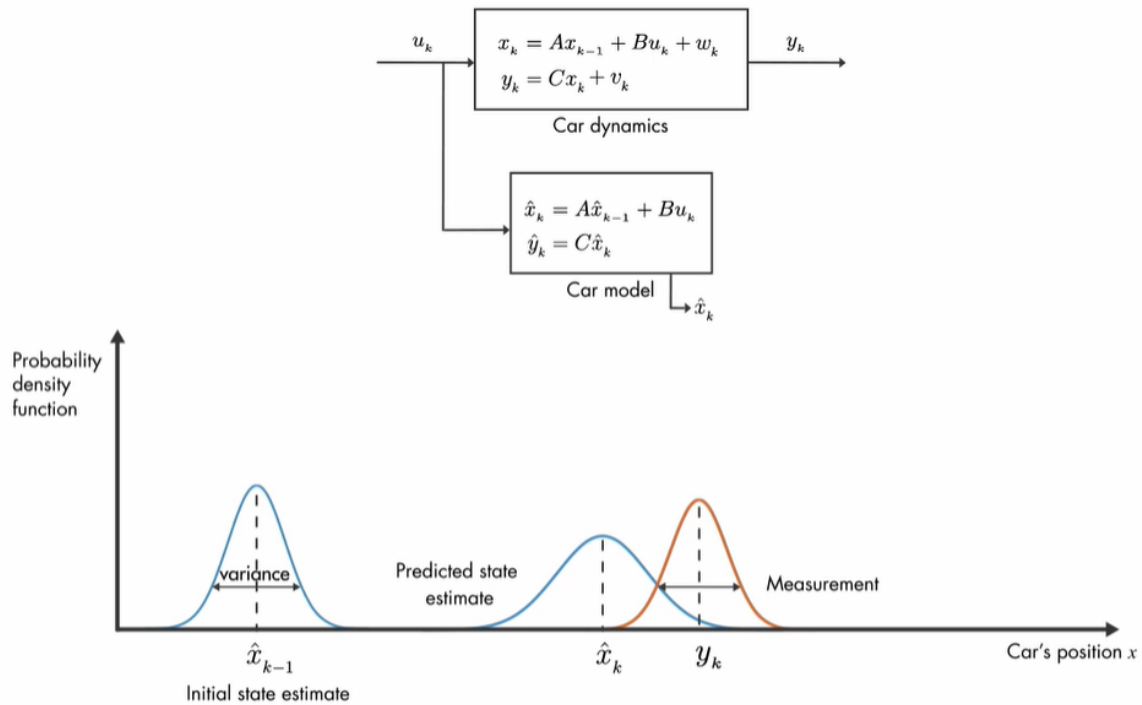 u_k
x_k = Ax_{k-1} + Bu_k + w_k
y_k = Cx_k + v_k
y_k
Car dynamics
x̂_k = Ax̂_{k-1} + Bu_k
ŷ_k = Cx̂_k
Car model
x̂_k
Probability
density
function
variance
Predicted state
estimate
Measurement
x̂_{k-1}
x̂_k
y_k
Car's position x
Initial state estimate